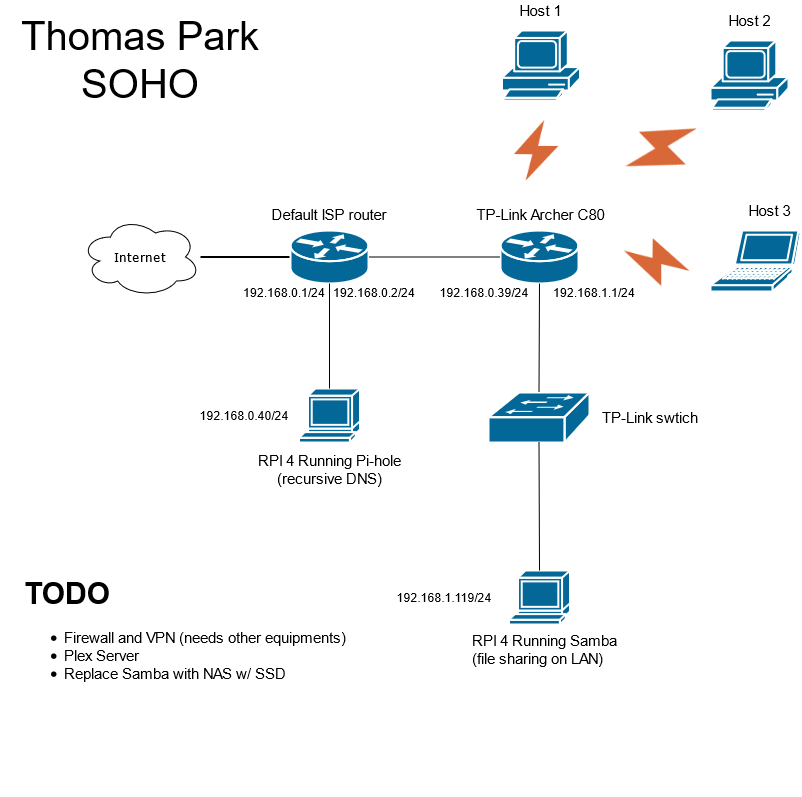 Thomas Park
SOHO
Host 1
Host 2
Default ISP router
TP-Link Archer C80
Host 3
Internet
192.168.0.1/24
192.168.0.2/24
192.168.0.39/24
192.168.1.1/24
192.168.0.40/24
TP-Link swtich
RPI 4 Running Pi-hole
(recursive DNS)
TODO
192.168.1.119/24
• Firewall and VPN (needs other equipments)
• Plex Server
• Replace Samba with NAS w/ SSD
RPI 4 Running Samba
(file sharing on LAN)